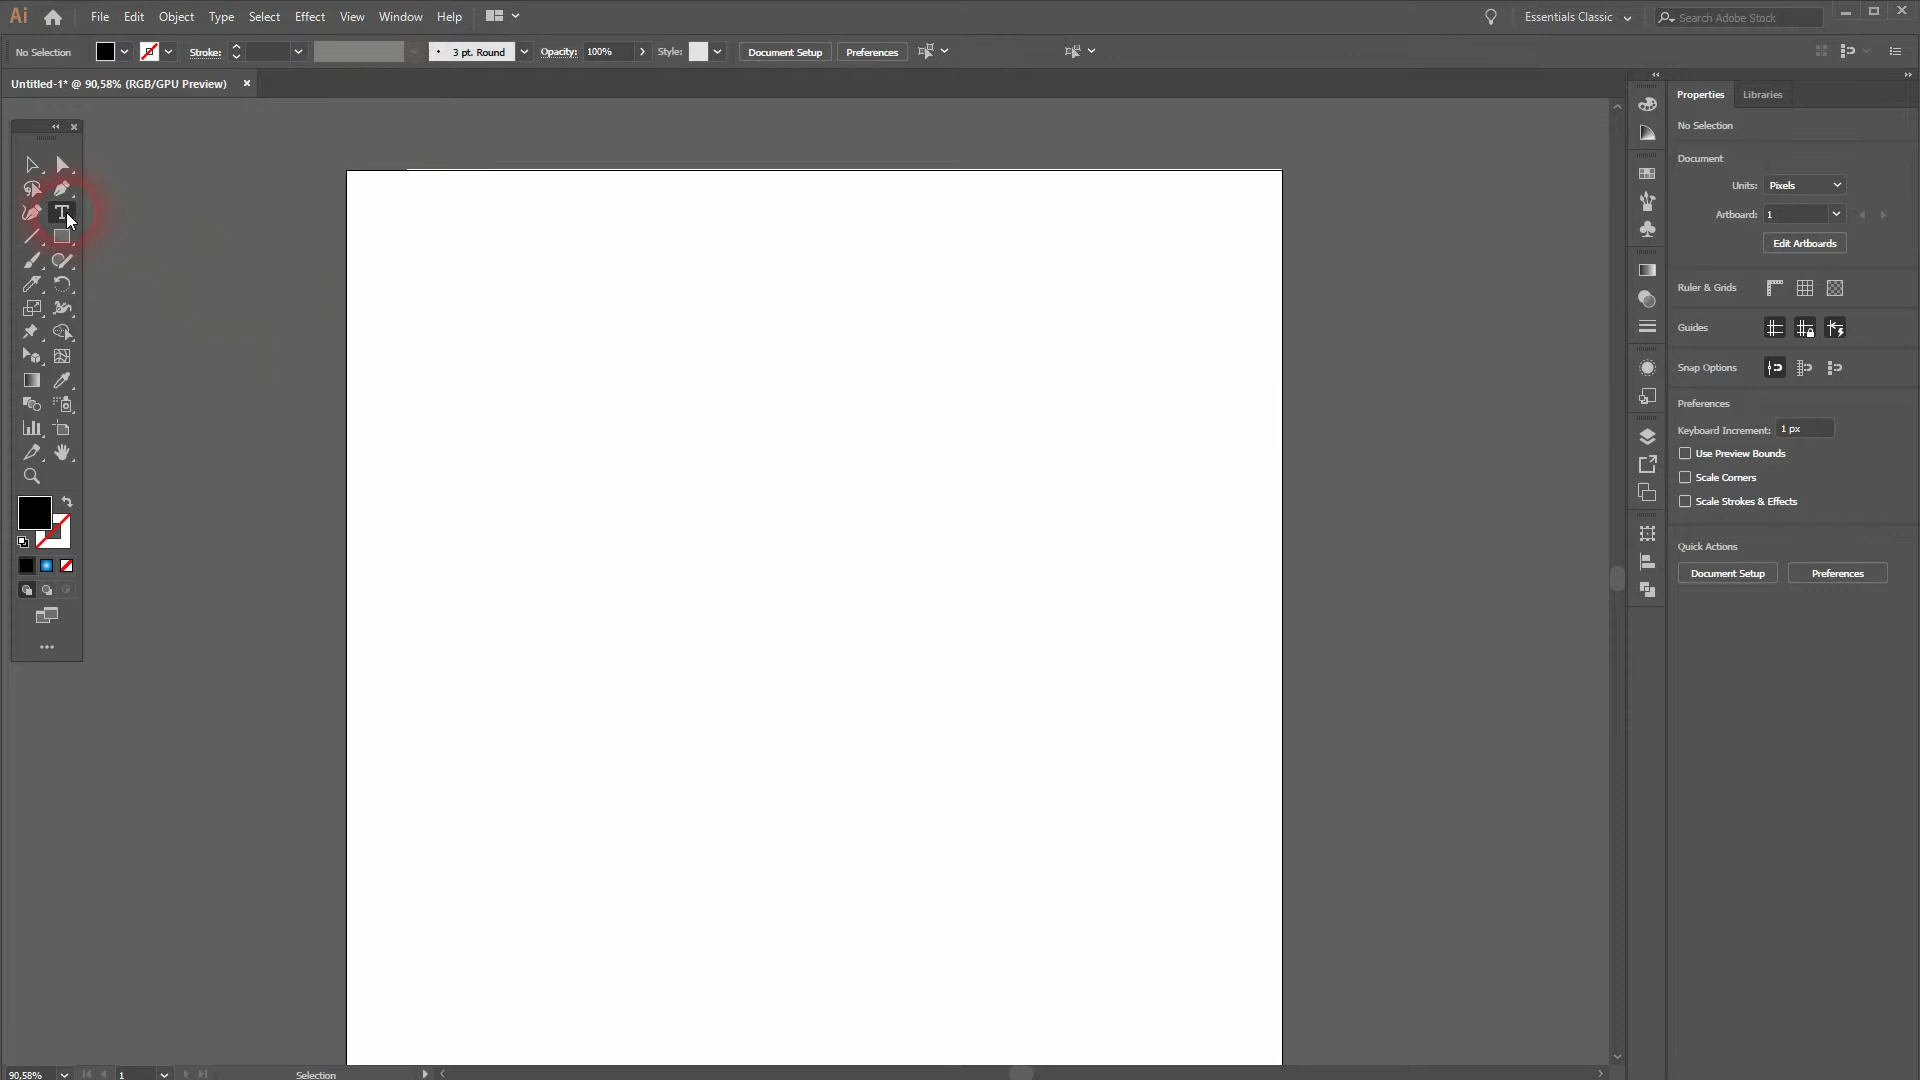 Ai File Edit Object Type Select Effect View Window Help Essentials Classic Search Adobe Stock
No Selection Stroke: 3 pt. Round Opacity: 100% Style: Document Setup Preferences
Untitled-1* @ 90,58% (RGB/GPU Preview)
T
Properties Libraries
No Selection
Document
Units: Pixels
Artboard: 1
Edit Artboards
Ruler & Grids
Guides
Snap Options
Preferences
Keyboard Increment: 1 px
Use Preview Bounds
Scale Corners
Scale Strokes & Effects
Quick Actions
Document Setup Preferences
90,58% 1 Selection